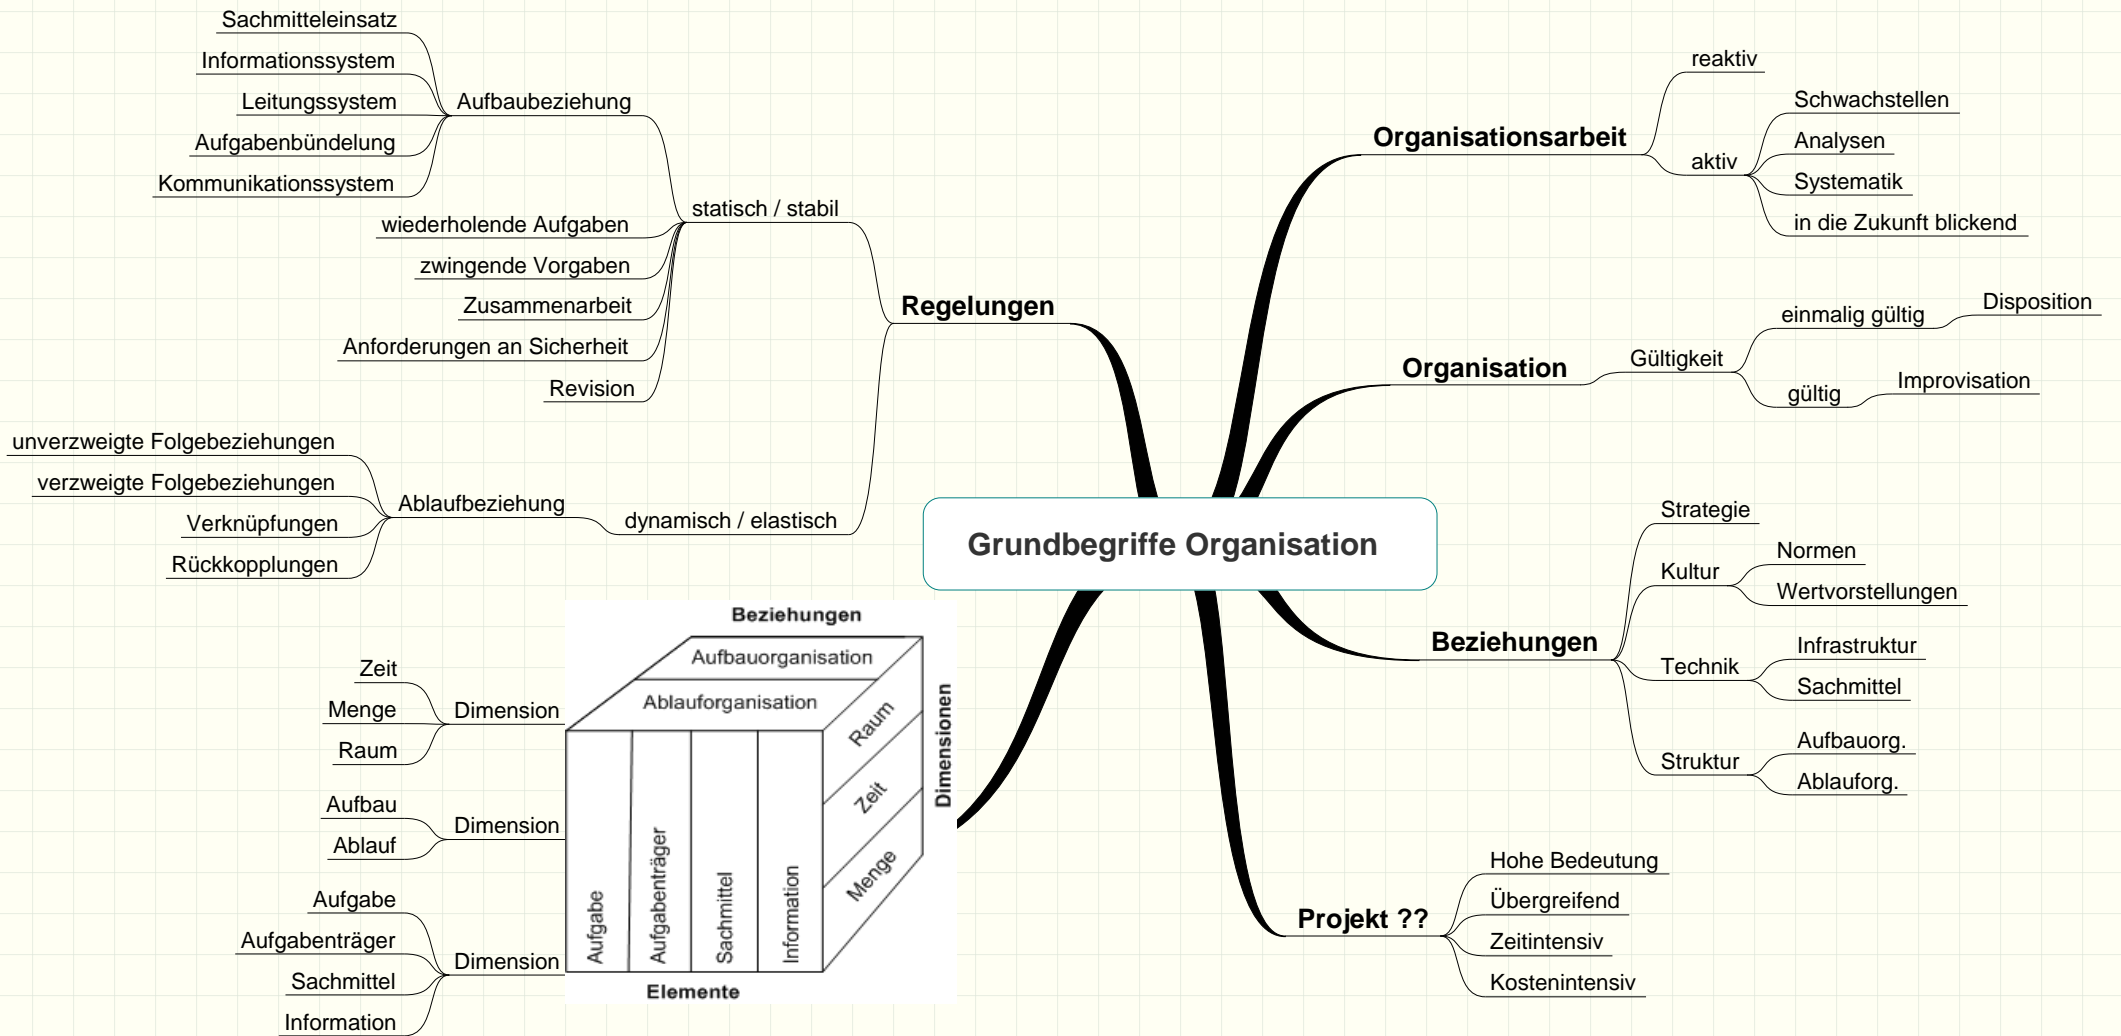 Grundbegriffe Organisation
Organisationsarbeit
reaktiv
aktiv
Schwachstellen
Analysen
Systematik
in die Zukunft blickend
Organisation
Gültigkeit
einmalig gültig
Disposition
gültig
Improvisation
Beziehungen
Strategie
Kultur
Normen
Wertvorstellungen
Technik
Infrastruktur
Sachmittel
Struktur
Aufbauorg.
Ablauforg.
Projekt ??
Hohe Bedeutung
Übergreifend
Zeitintensiv
Kostenintensiv
Regelungen
statisch / stabil
Aufbaubeziehung
Sachmitteleinsatz
Informationssystem
Leitungssystem
Aufgabenbündelung
Kommunikationssystem
wiederholende Aufgaben
zwingende Vorgaben
Zusammenarbeit
Anforderungen an Sicherheit
Revision
dynamisch / elastisch
Ablaufbeziehung
unverzweigte Folgebeziehungen
verzweigte Folgebeziehungen
Verknüpfungen
Rückkopplungen
Beziehungen
Aufbauorganisation
Ablauforganisation
Dimensionen
Raum
Zeit
Menge
Aufgabe
Aufgabenträger
Sachmittel
Information
Elemente
Dimension
Zeit
Menge
Raum
Dimension
Aufbau
Ablauf
Dimension
Aufgabe
Aufgabenträger
Sachmittel
Information